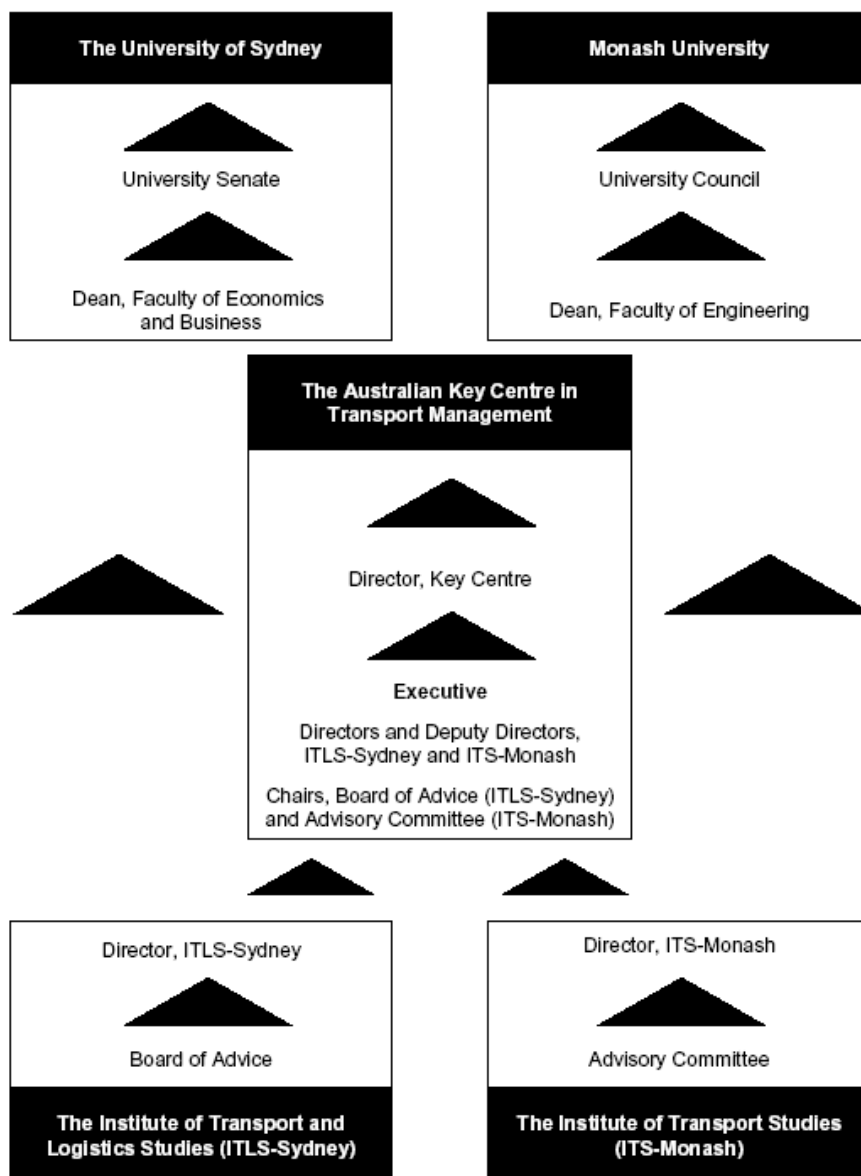 The University of Sydney
University Senate
Dean, Faculty of Economics
and Business
Monash University
University Council
Dean, Faculty of Engineering
The Australian Key Centre in
Transport Management
Director, Key Centre
Executive
Directors and Deputy Directors,
ITLS-Sydney and ITS-Monash
Chairs, Board of Advice (ITLS-Sydney)
and Advisory Committee (ITS-Monash)
Director, ITLS-Sydney
Board of Advice
The Institute of Transport and
Logistics Studies (ITLS-Sydney)
Director, ITS-Monash
Advisory Committee
The Institute of Transport Studies
(ITS-Monash)